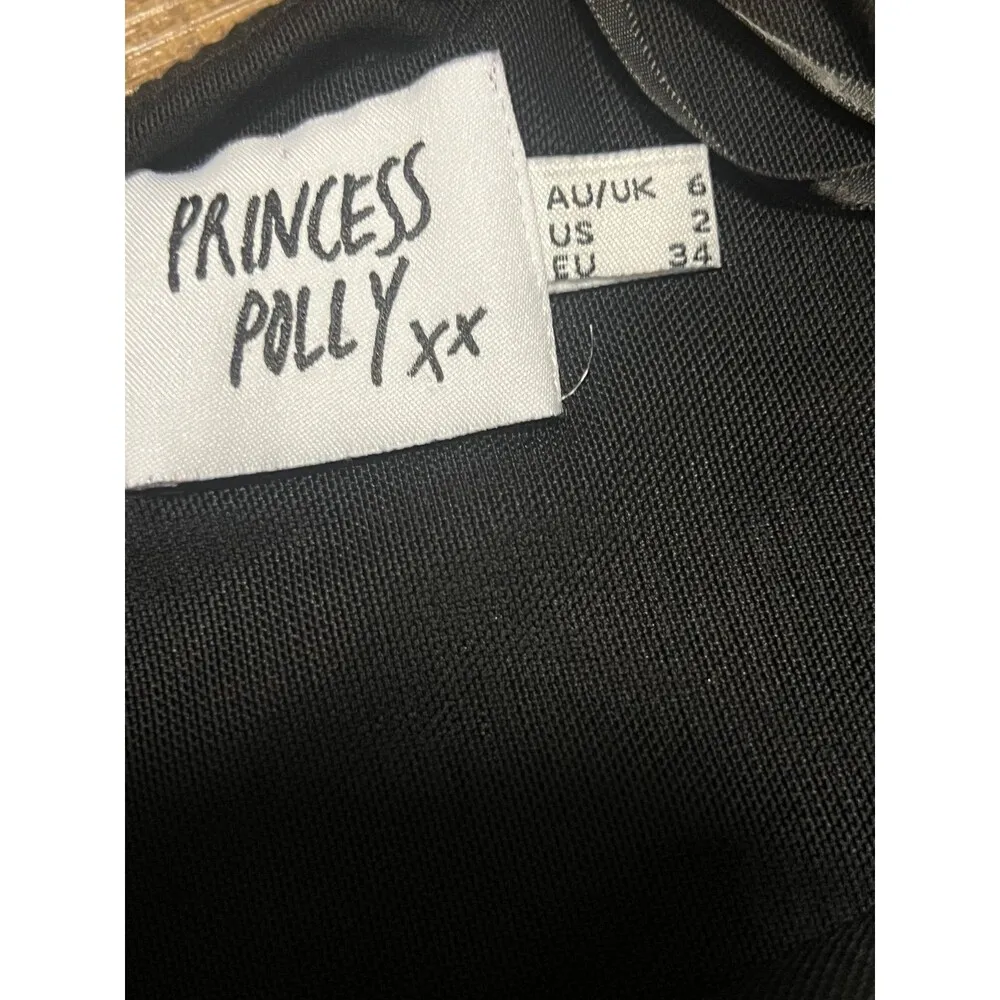 PRINCESS
POLLY xx
AU/UK 6
US 2
EU 34